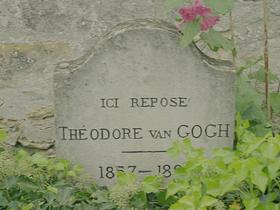 ICI REPOSE
THÉODORE VAN GOGH
1857-18